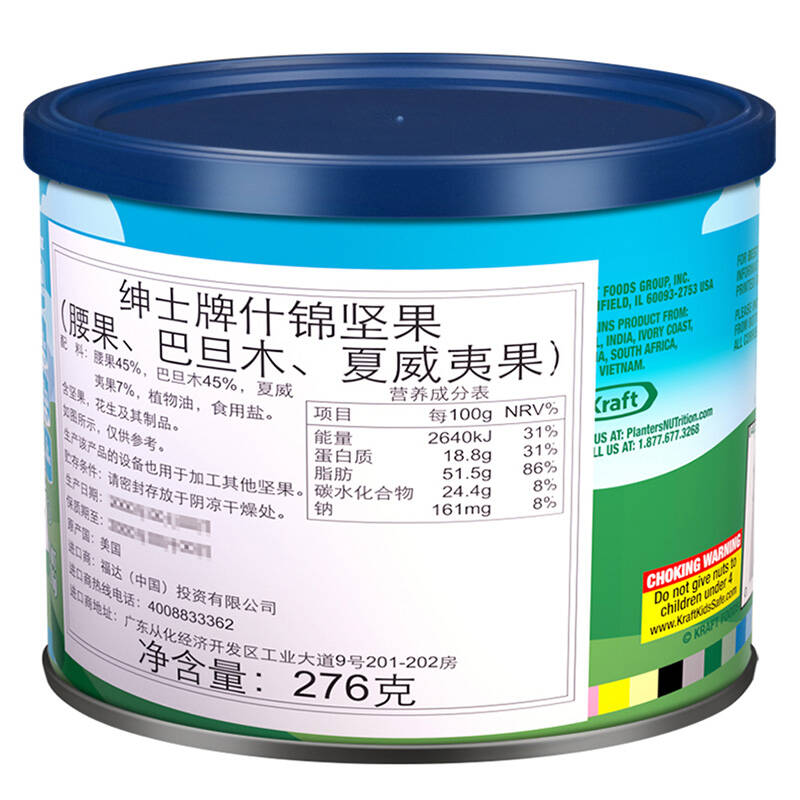 绅士牌什锦坚果
(腰果、巴旦木、夏威夷果)
配 料：腰果45%，巴旦木45%，夏威
夷果7%，植物油，食用盐。
含坚果，花生及其制品。
如图所示，仅供参考。
生产该产品的设备也用于加工其他坚果。
贮存条件：请密封存放于阴凉干燥处。
生产日期：
保质期至：
原产国：美国
进口商：福达（中国）投资有限公司
进口商热线电话：4008833362
进口商地址：广东从化经济开发区工业大道9号201-202房
净含量：276克
营养成分表
项目 每100g NRV%
能量 2640kJ 31%
蛋白质 18.8g 31%
脂肪 51.5g 86%
碳水化合物 24.4g 8%
钠 161mg 8%
FOODS GROUP, INC.
FIELD, IL 60093-2753 USA
INS PRODUCT FROM:
INDIA, IVORY COAST,
SOUTH AFRICA,
VIETNAM.
Kraft
US AT: PlantersNUTrition.com
LL US AT: 1.877.677.3268
FOR BEST
PLEASE
CHOKING WARNING
Do not give nuts to
children under 4
www.KraftKidsSafe.com
© KRAFT FOODS